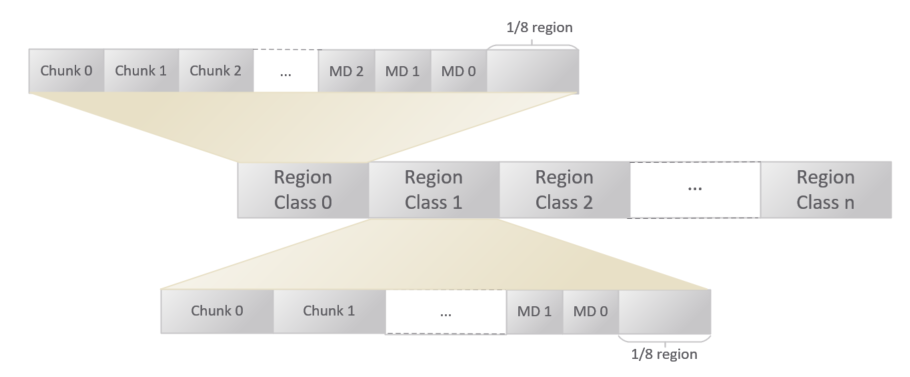 1/8 region
Chunk 0 Chunk 1 Chunk 2 ... MD 2 MD 1 MD 0
Region Region Region ... Region
Class 0 Class 1 Class 2 Class n
Chunk 0 Chunk 1 ... MD 1 MD 0
1/8 region